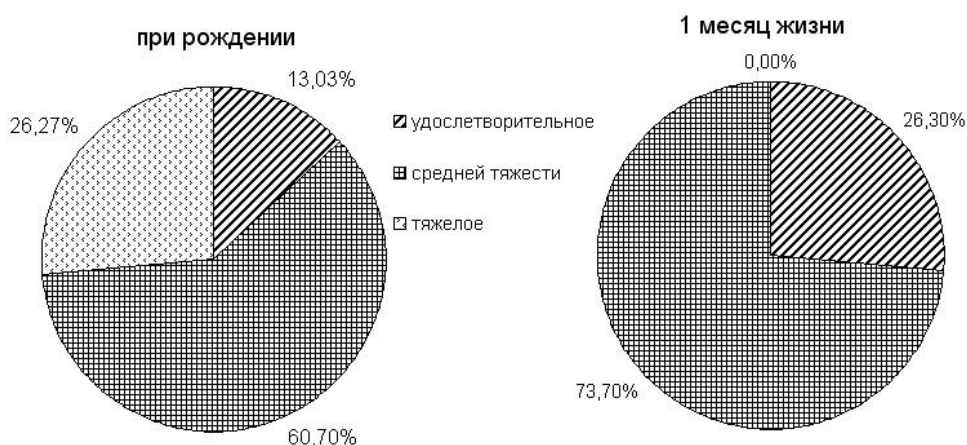 при рождении
13,03%
26,27%
60,70%
удослетворительное
средней тяжести
тяжелое
1 месяц жизни
0,00%
26,30%
73,70%